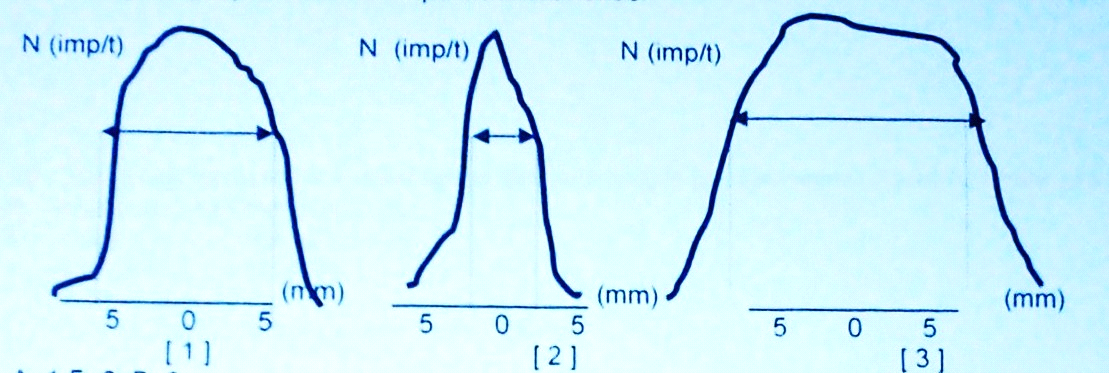 N (imp/t) N (imp/t) N (imp/t)
(mm) (mm) (mm)
5 0 5 5 0 5 5 0 5
[ 1 ] [ 2 ] [ 3 ]